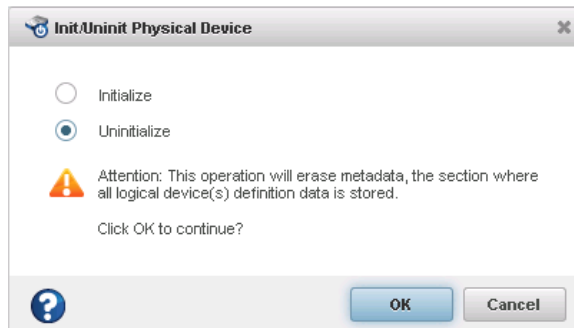 Init/Uninit Physical Device
Initialize
Uninitialize
Attention: This operation will erase metadata, the section where
all logical device(s) definition data is stored.
Click OK to continue?
OK
Cancel